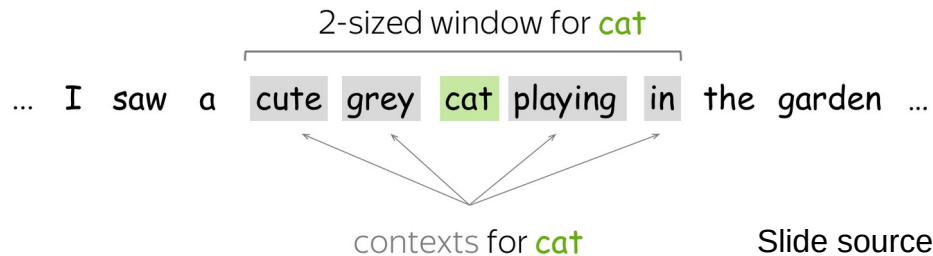 2-sized window for cat
... I saw a cute grey cat playing in the garden ...
contexts for cat
Slide source